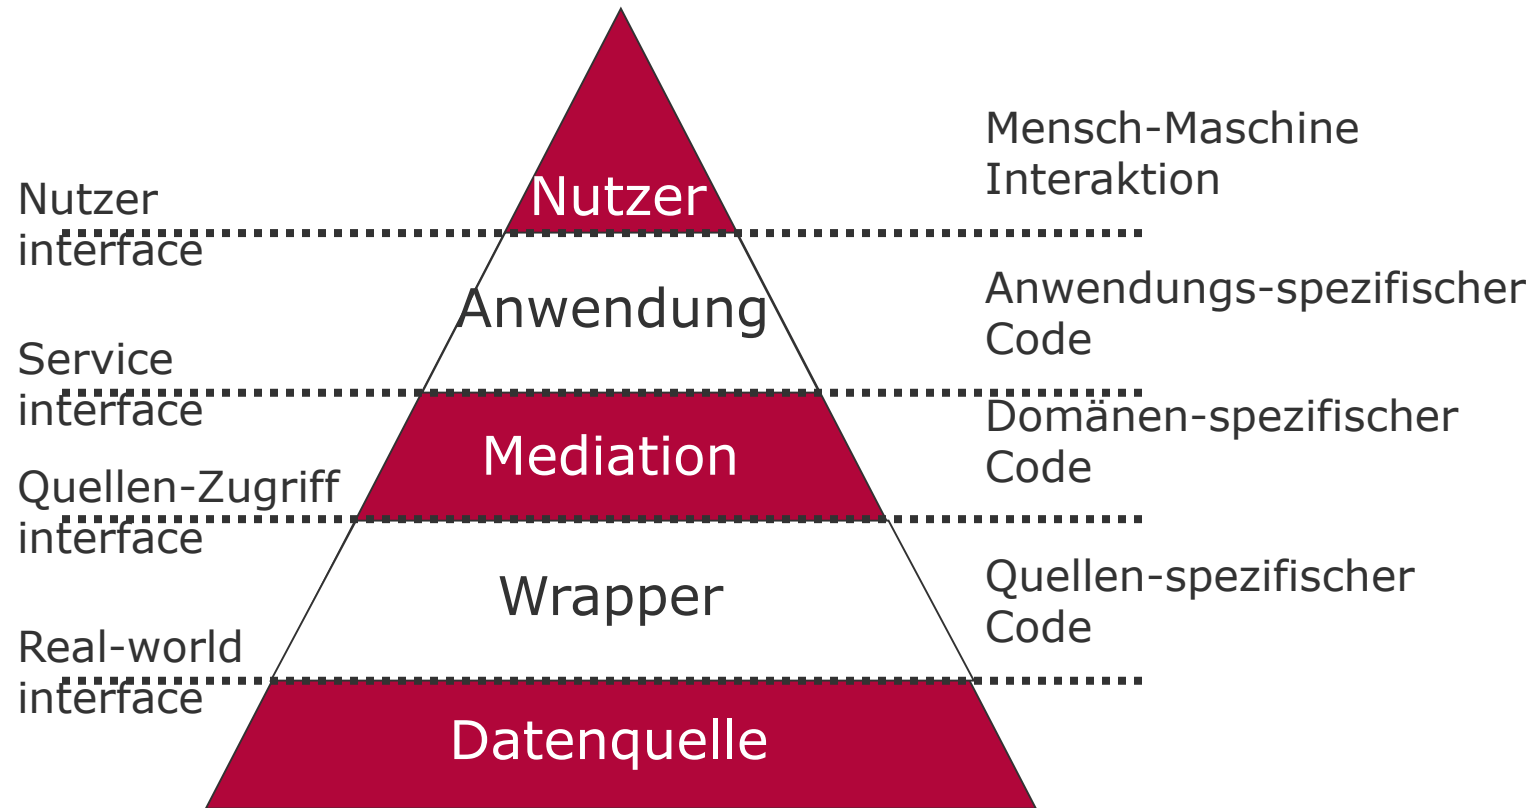 Mensch-Maschine
Interaktion
Nutzer
Nutzer
interface
Anwendungs-spezifischer
Code
Anwendung
Service
interface
Domänen-spezifischer
Code
Mediation
Quellen-Zugriff
interface
Quellen-spezifischer
Code
Wrapper
Real-world
interface
Datenquelle